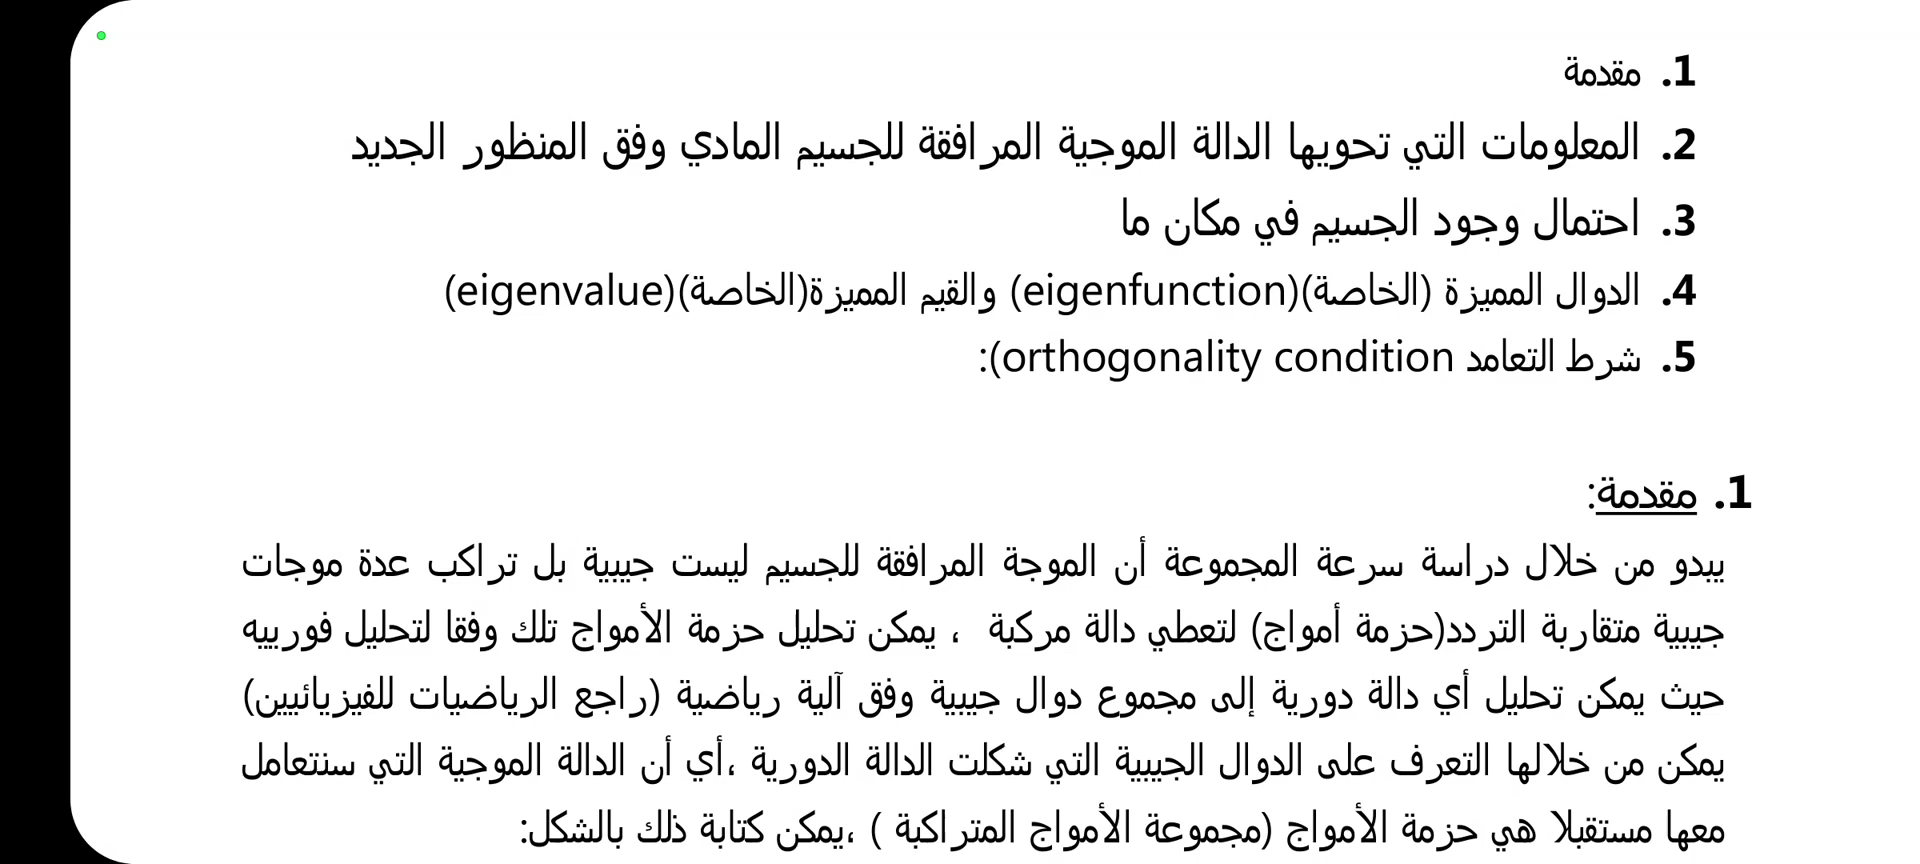 1. مقدمة
2. المعلومات التي تحويها الدالة الموجية المرافقة للجسيم المادي وفق المنظور الجديد
3. احتمال وجود الجسيم في مكان ما
4. الدوال المميزة (الخاصة)(eigenfunction) والقيم المميزة(الخاصة)(eigenvalue)
5. شرط التعامد orthogonality condition):
1. مقدمة:
يبدو من خلال دراسة سرعة المجموعة أن الموجة المرافقة للجسيم ليست جيبية بل تراكب عدة موجات
جيبية متقاربة التردد(حزمة أمواج) لتعطي دالة مركبة ، يمكن تحليل حزمة الأمواج تلك وفقا لتحليل فورييه
حيث يمكن تحليل أي دالة دورية إلى مجموع دوال جيبية وفق آلية رياضية (راجع الرياضيات للفيزيائيين)
يمكن من خلالها التعرف على الدوال الجيبية التي شكلت الدالة الدورية ،أي أن الدالة الموجية التي سنتعامل
معها مستقبلا هي حزمة الأمواج (مجموعة الأمواج المتراكبة ) ،يمكن كتابة ذلك بالشكل: